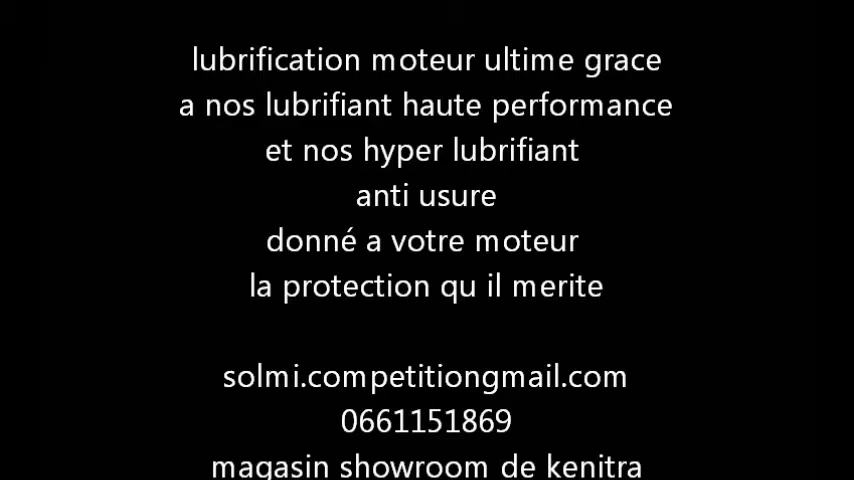 lubrification moteur ultime grace
a nos lubrifiant haute performance
et nos hyper lubrifiant
anti usure
donné a votre moteur
la protection qu il merite
solmi.competitiongmail.com
0661151869
magasin showroom de kenitra